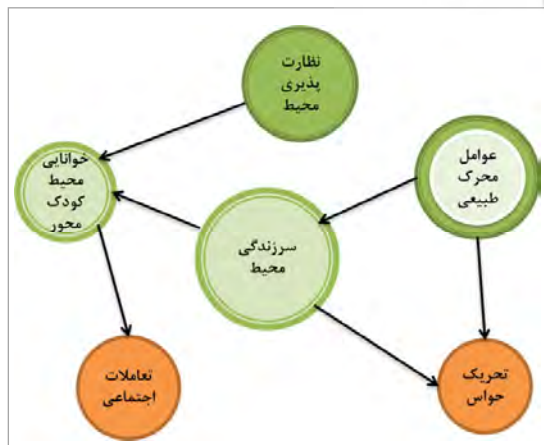 نظارت
پذیری
محیط
عوامل
محرک
طبیعی
خوانایی
محیط
کودک
محور
سرزندگی
محیط
تحریک
حواس
تعاملات
اجتماعی